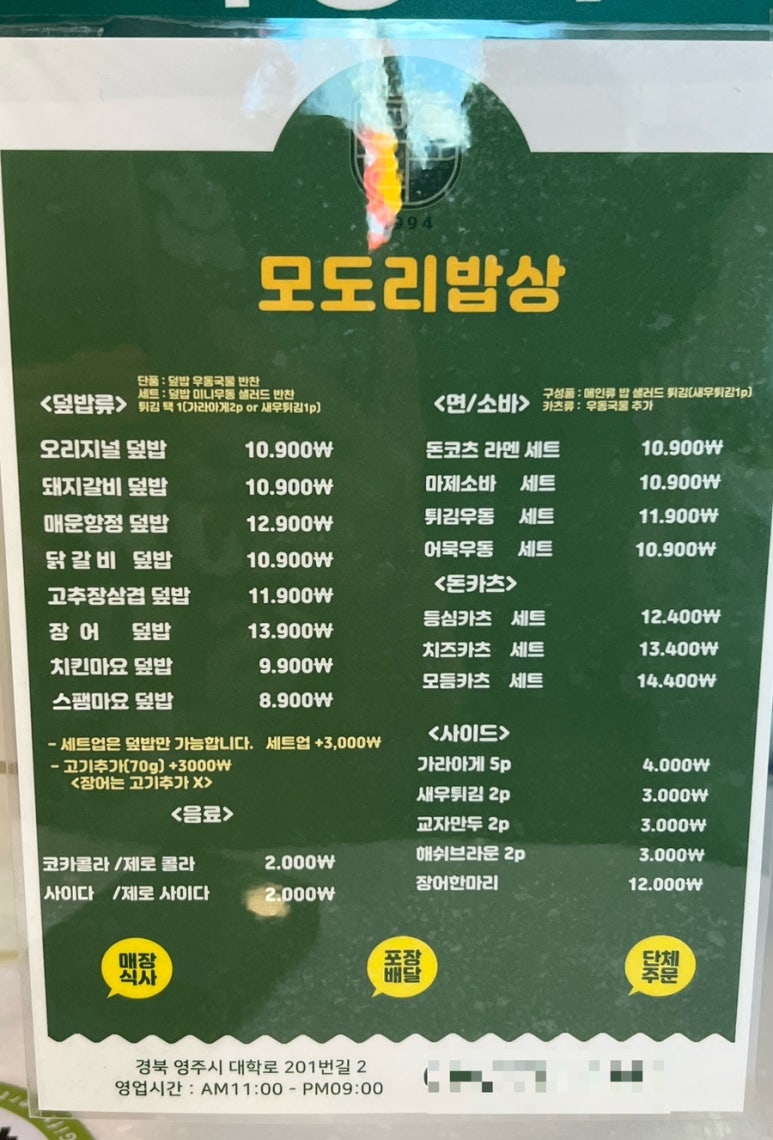 994
모도리밥상
<덮밥류>
단품 : 덮밥 우동국물 반찬
세트 : 덮밥 미니우동 샐러드 반찬
튀김 택 1(가라아게2p or 새우튀김1p)
오리지널 덮밥 10.900₩
돼지갈비 덮밥 10.900₩
매운항정 덮밥 12.900₩
닭 갈 비 덮밥 10.900₩
고추장삼겹 덮밥 11.900₩
장 어 덮밥 13.900₩
치킨마요 덮밥 9.900₩
스팸마요 덮밥 8.900₩
- 세트업은 덮밥만 가능합니다. 세트업 +3,000₩
- 고기추가(70g) +3000₩
<장어는 고기추가 X>
<음료>
코카콜라 /제로 콜라 2.000₩
사이다 /제로 사이다 2.000₩
<면/소바>
구성품 : 메인류 밥 샐러드 튀김(새우튀김1p)
카츠류 : 우동국물 추가
돈코츠 라멘 세트 10.900₩
마제소바 세트 10.900₩
튀김우동 세트 11.900₩
어묵우동 세트 10.900₩
<돈카츠>
등심카츠 세트 12.400₩
치즈카츠 세트 13.400₩
모듬카츠 세트 14.400₩
<사이드>
가라아게 5p 4.000₩
새우튀김 2p 3.000₩
교자만두 2p 3.000₩
해쉬브라운 2p 3.000₩
장어한마리 12.000₩
매장
식사
포장
배달
단체
주문
경북 영주시 대학로 201번길 2
영업시간 : AM11:00 - PM09:00